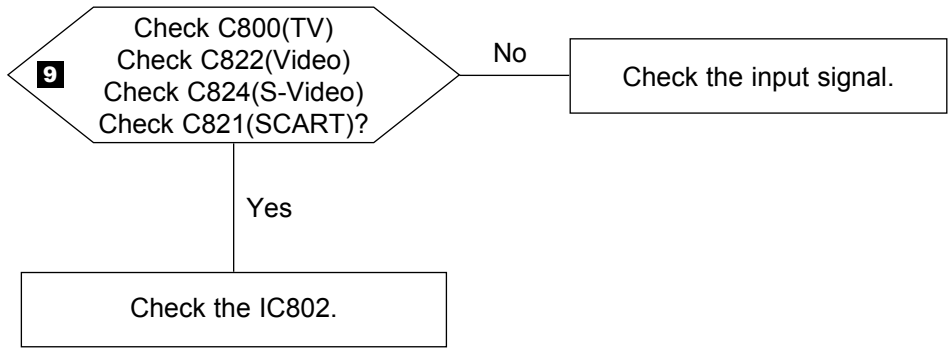 Check C800(TV)
Check C822(Video)
9
Check C824(S-Video)
Check C821(SCART)?
No
Check the input signal.
Yes
Check the IC802.